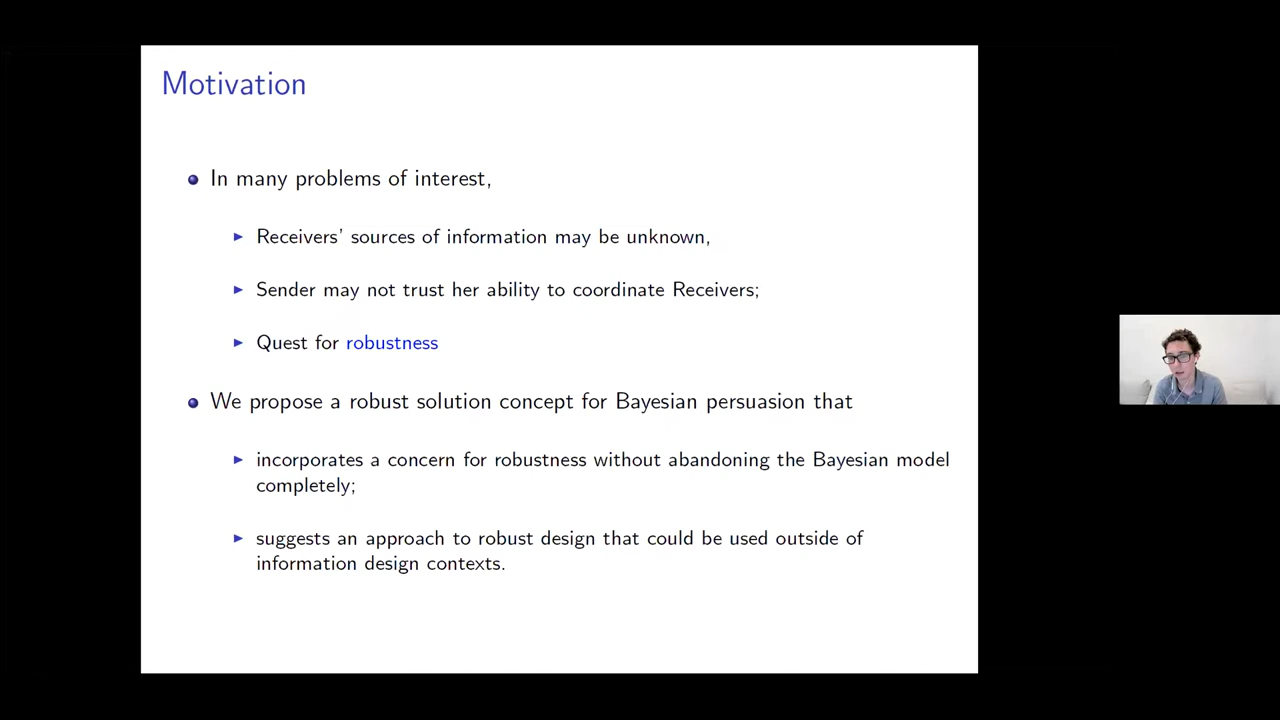 Motivation
In many problems of interest,
Receivers' sources of information may be unknown,
Sender may not trust her ability to coordinate Receivers;
Quest for robustness
We propose a robust solution concept for Bayesian persuasion that
incorporates a concern for robustness without abandoning the Bayesian model
completely;
suggests an approach to robust design that could be used outside of
information design contexts.